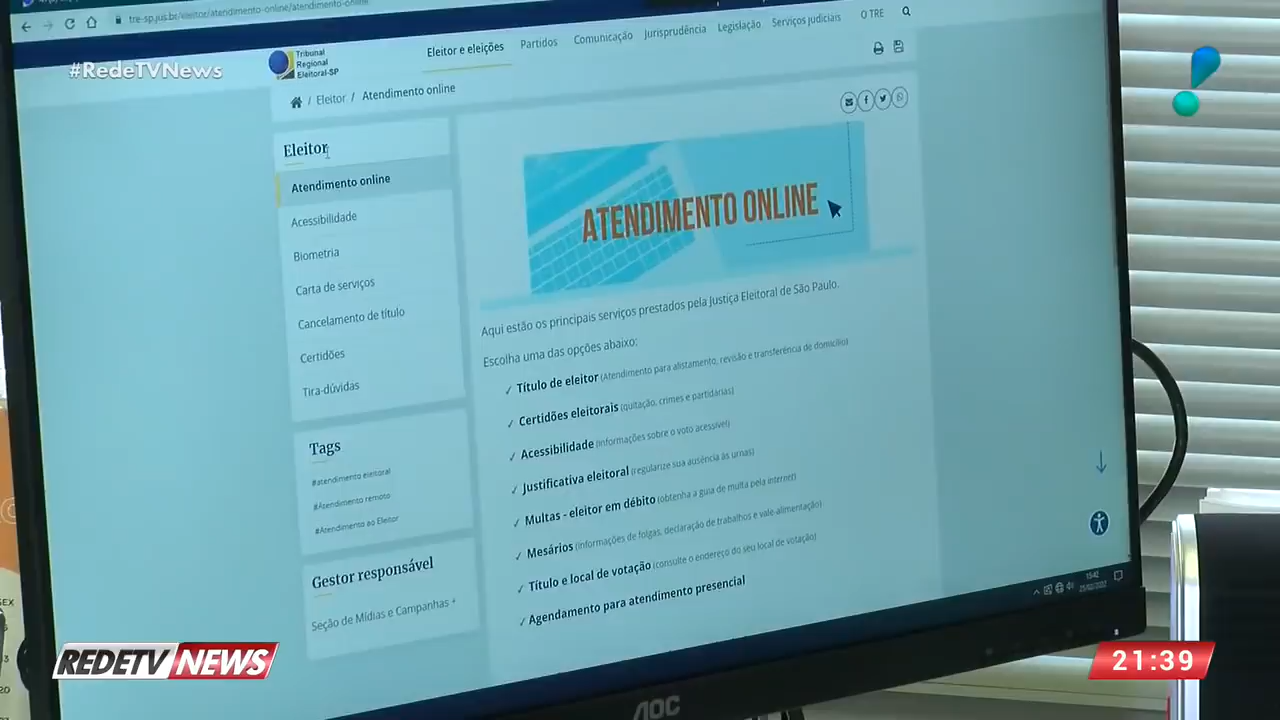 tre-sp.jus.br/eleitor/atendimento-online/atendimento-online
#RedeTVNews
Tribunal
Regional
Eleitoral-SP
Eleitor e eleições
Partidos
Comunicação
Jurisprudência
Legislação
Serviços judiciais
O TRE
/ Eleitor / Atendimento online
Eleitor
Atendimento online
Acessibilidade
Biometria
Carta de serviços
Cancelamento de título
Certidões
Tira-dúvidas
Tags
#atendimento eleitoral
#Atendimento remoto
#Atendimento ao Eleitor
Gestor responsável
Seção de Mídias e Campanhas +
ATENDIMENTO ONLINE
Aqui estão os principais serviços prestados pela Justiça Eleitoral de São Paulo.
Escolha uma das opções abaixo:
✓ Título de eleitor (Atendimento para alistamento, revisão e transferência de domicílio)
✓ Certidões eleitorais (quitação, crimes e partidárias)
✓ Acessibilidade (informações sobre o voto acessível)
✓ Justificativa eleitoral (regularize sua ausência às urnas)
✓ Multas - eleitor em débito (obtenha a guia de multa pela internet)
✓ Mesários (informações de folgas, declaração de trabalhos e vale-alimentação)
✓ Título e local de votação (consulte o endereço do seu local de votação)
✓ Agendamento para atendimento presencial
15:42
REDETV NEWS
21:39
AOC